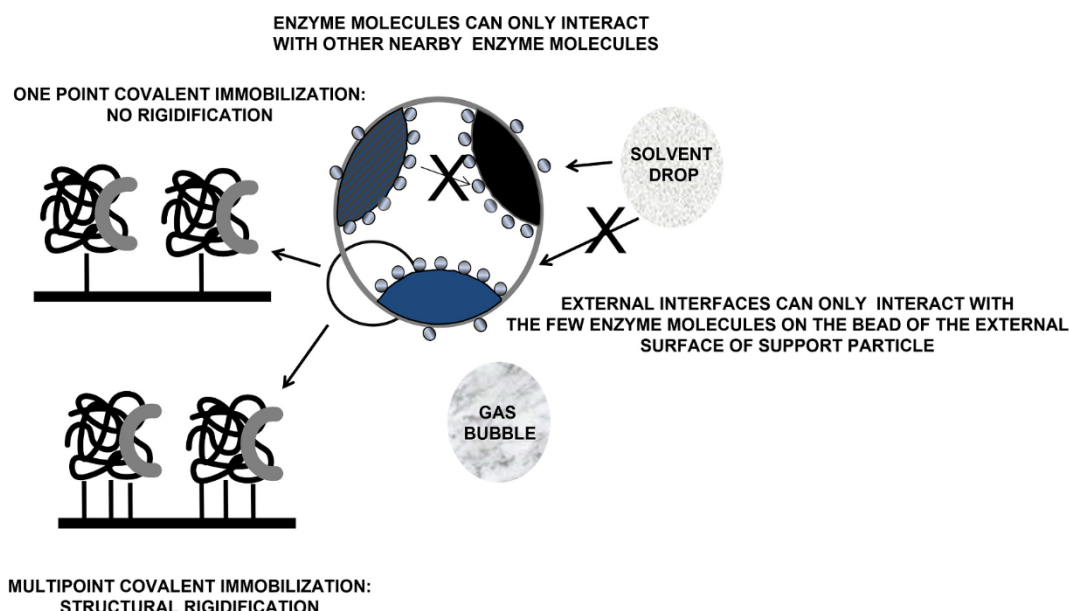 ENZYME MOLECULES CAN ONLY INTERACT
WITH OTHER NEARBY ENZYME MOLECULES
ONE POINT COVALENT IMMOBILIZATION:
NO RIGIDIFICATION
X
SOLVENT
DROP
X
EXTERNAL INTERFACES CAN ONLY INTERACT WITH
THE FEW ENZYME MOLECULES ON THE BEAD OF THE EXTERNAL
SURFACE OF SUPPORT PARTICLE
GAS
BUBBLE
MULTIPOINT COVALENT IMMOBILIZATION:
STRUCTURAL RIGIDIFICATION